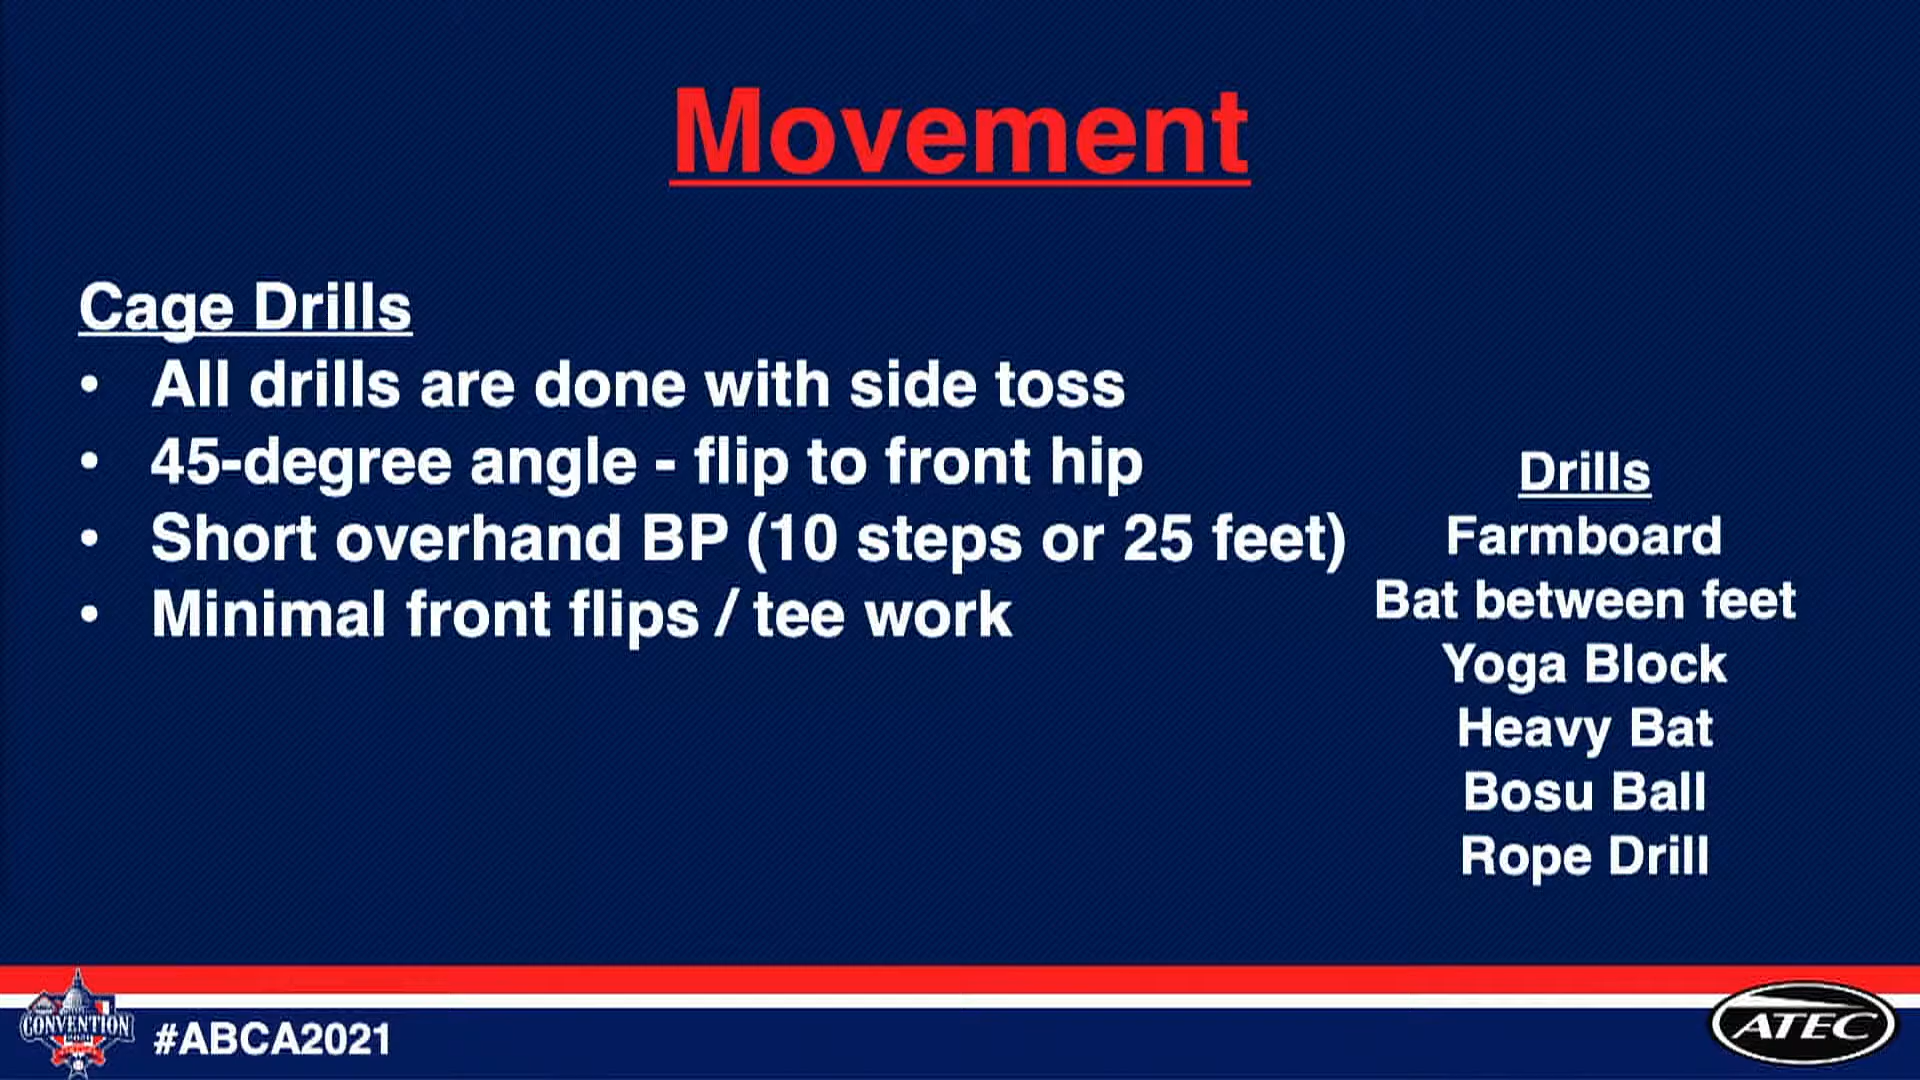 Movement
Cage Drills
• All drills are done with side toss
• 45-degree angle - flip to front hip
• Short overhand BP (10 steps or 25 feet)
• Minimal front flips / tee work
Drills
Farmboard
Bat between feet
Yoga Block
Heavy Bat
Bosu Ball
Rope Drill
CONVENTION
#ABCA2021
ATEC